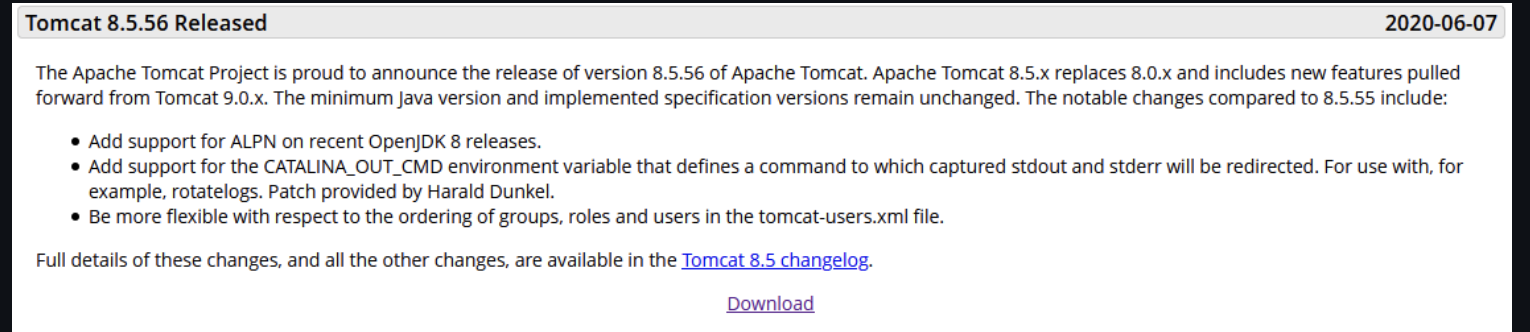 Tomcat 8.5.56 Released 2020-06-07
The Apache Tomcat Project is proud to announce the release of version 8.5.56 of Apache Tomcat. Apache Tomcat 8.5.x replaces 8.0.x and includes new features pulled
forward from Tomcat 9.0.x. The minimum Java version and implemented specification versions remain unchanged. The notable changes compared to 8.5.55 include:
• Add support for ALPN on recent OpenJDK 8 releases.
• Add support for the CATALINA_OUT_CMD environment variable that defines a command to which captured stdout and stderr will be redirected. For use with, for
example, rotatelogs. Patch provided by Harald Dunkel.
• Be more flexible with respect to the ordering of groups, roles and users in the tomcat-users.xml file.
Full details of these changes, and all the other changes, are available in the Tomcat 8.5 changelog.
Download